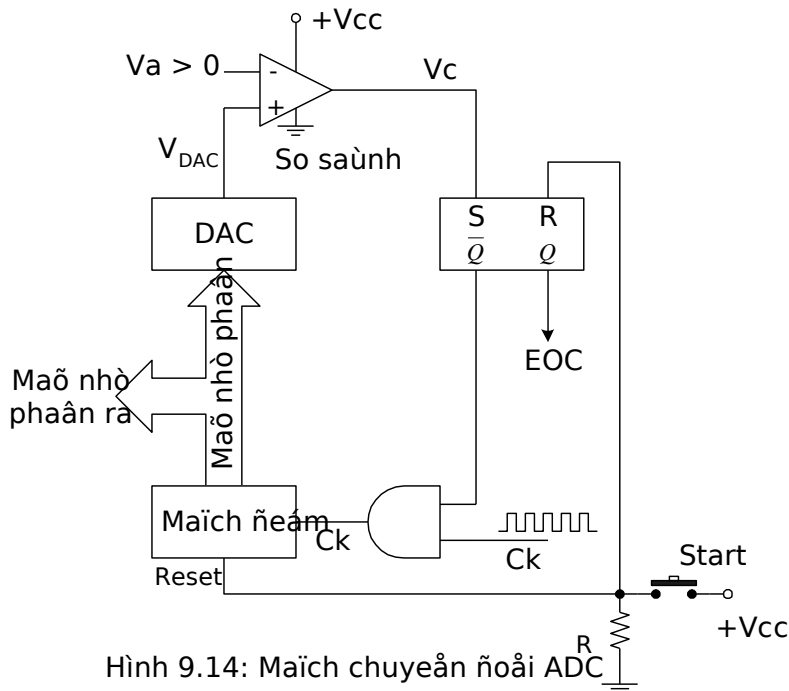 +Vcc
Va > 0
-
+
Vc
VDAC
So saùnh
DAC
S R
Q̅ Q
EOC
Maõ nhò phaân
Maõ nhò
phaân ra
Maïch ñeám
Ck
Ck
Reset
Start
+Vcc
R
Hình 9.14: Maïch chuyeån ñoåi ADC